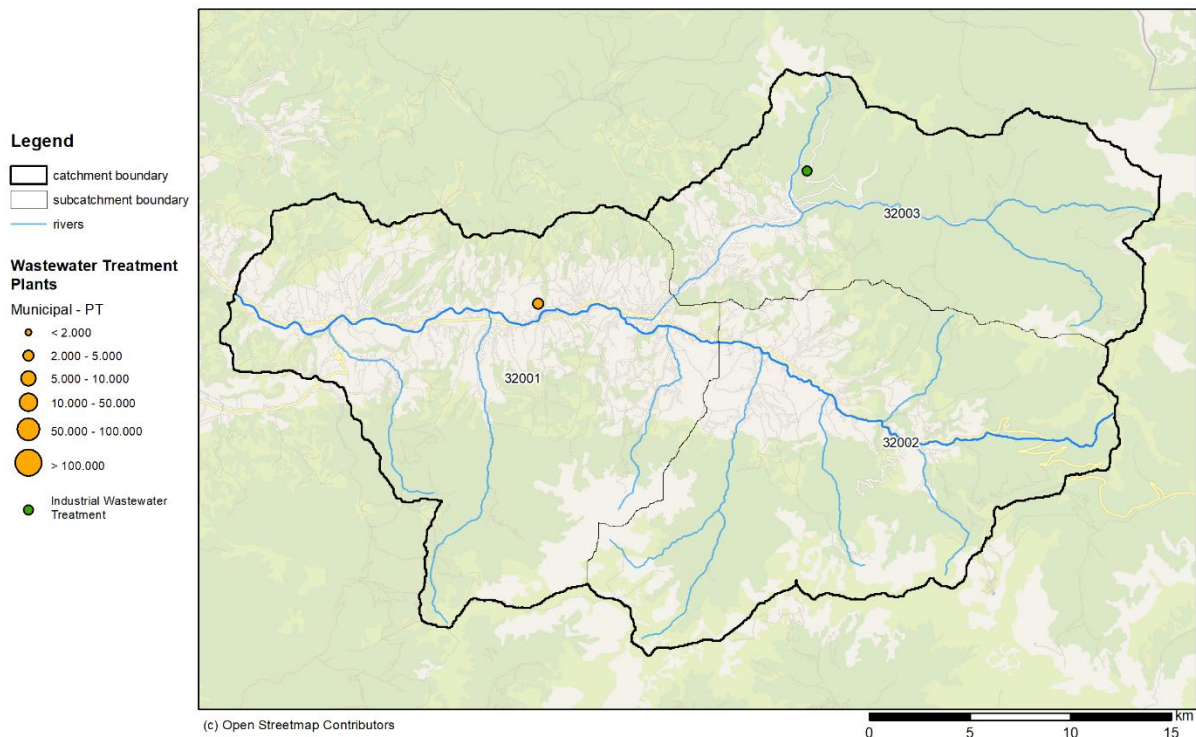 Legend
catchment boundary
subcatchment boundary
rivers
Wastewater Treatment
Plants
Municipal - PT
< 2.000
2.000 - 5.000
5.000 - 10.000
10.000 - 50.000
50.000 - 100.000
> 100.000
Industrial Wastewater
Treatment
32003
32001
32002
(c) Open Streetmap Contributors
km
0 5 10 15